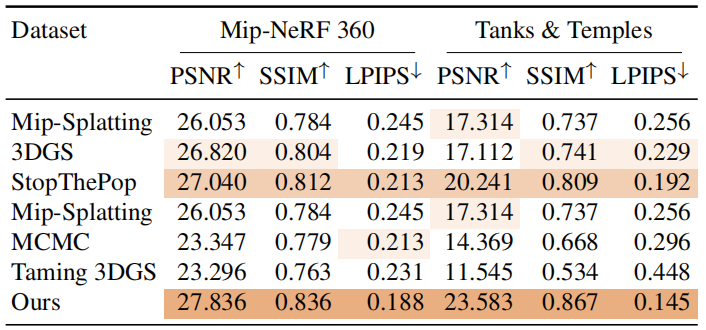 Dataset Mip-NeRF 360 Tanks & Temples
PSNR↑ SSIM↑ LPIPS↓ PSNR↑ SSIM↑ LPIPS↓
Mip-Splatting 26.053 0.784 0.245 17.314 0.737 0.256
3DGS 26.820 0.804 0.219 17.112 0.741 0.229
StopThePop 27.040 0.812 0.213 20.241 0.809 0.192
Mip-Splatting 26.053 0.784 0.245 17.314 0.737 0.256
MCMC 23.347 0.779 0.213 14.369 0.668 0.296
Taming 3DGS 23.296 0.763 0.231 11.545 0.534 0.448
Ours 27.836 0.836 0.188 23.583 0.867 0.145